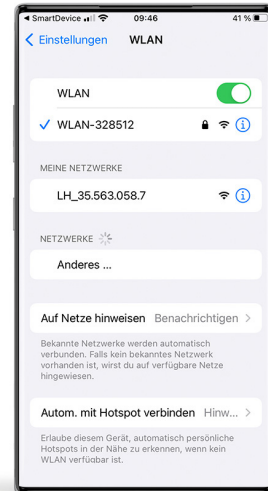 SmartDevice 09:46 41 %
Einstellungen WLAN
WLAN
WLAN-328512
MEINE NETZWERKE
LH_35.563.058.7
NETZWERKE
Anderes ...
Auf Netze hinweisen Benachrichtigen
Bekannte Netzwerke werden automatisch
verbunden. Falls kein bekanntes Netzwerk
vorhanden ist, wirst du auf verfügbare Netze
hingewiesen.
Autom. mit Hotspot verbinden Hinw...
Erlaube diesem Gerät, automatisch persönliche
Hotspots in der Nähe zu erkennen, wenn kein
WLAN verfügbar ist.